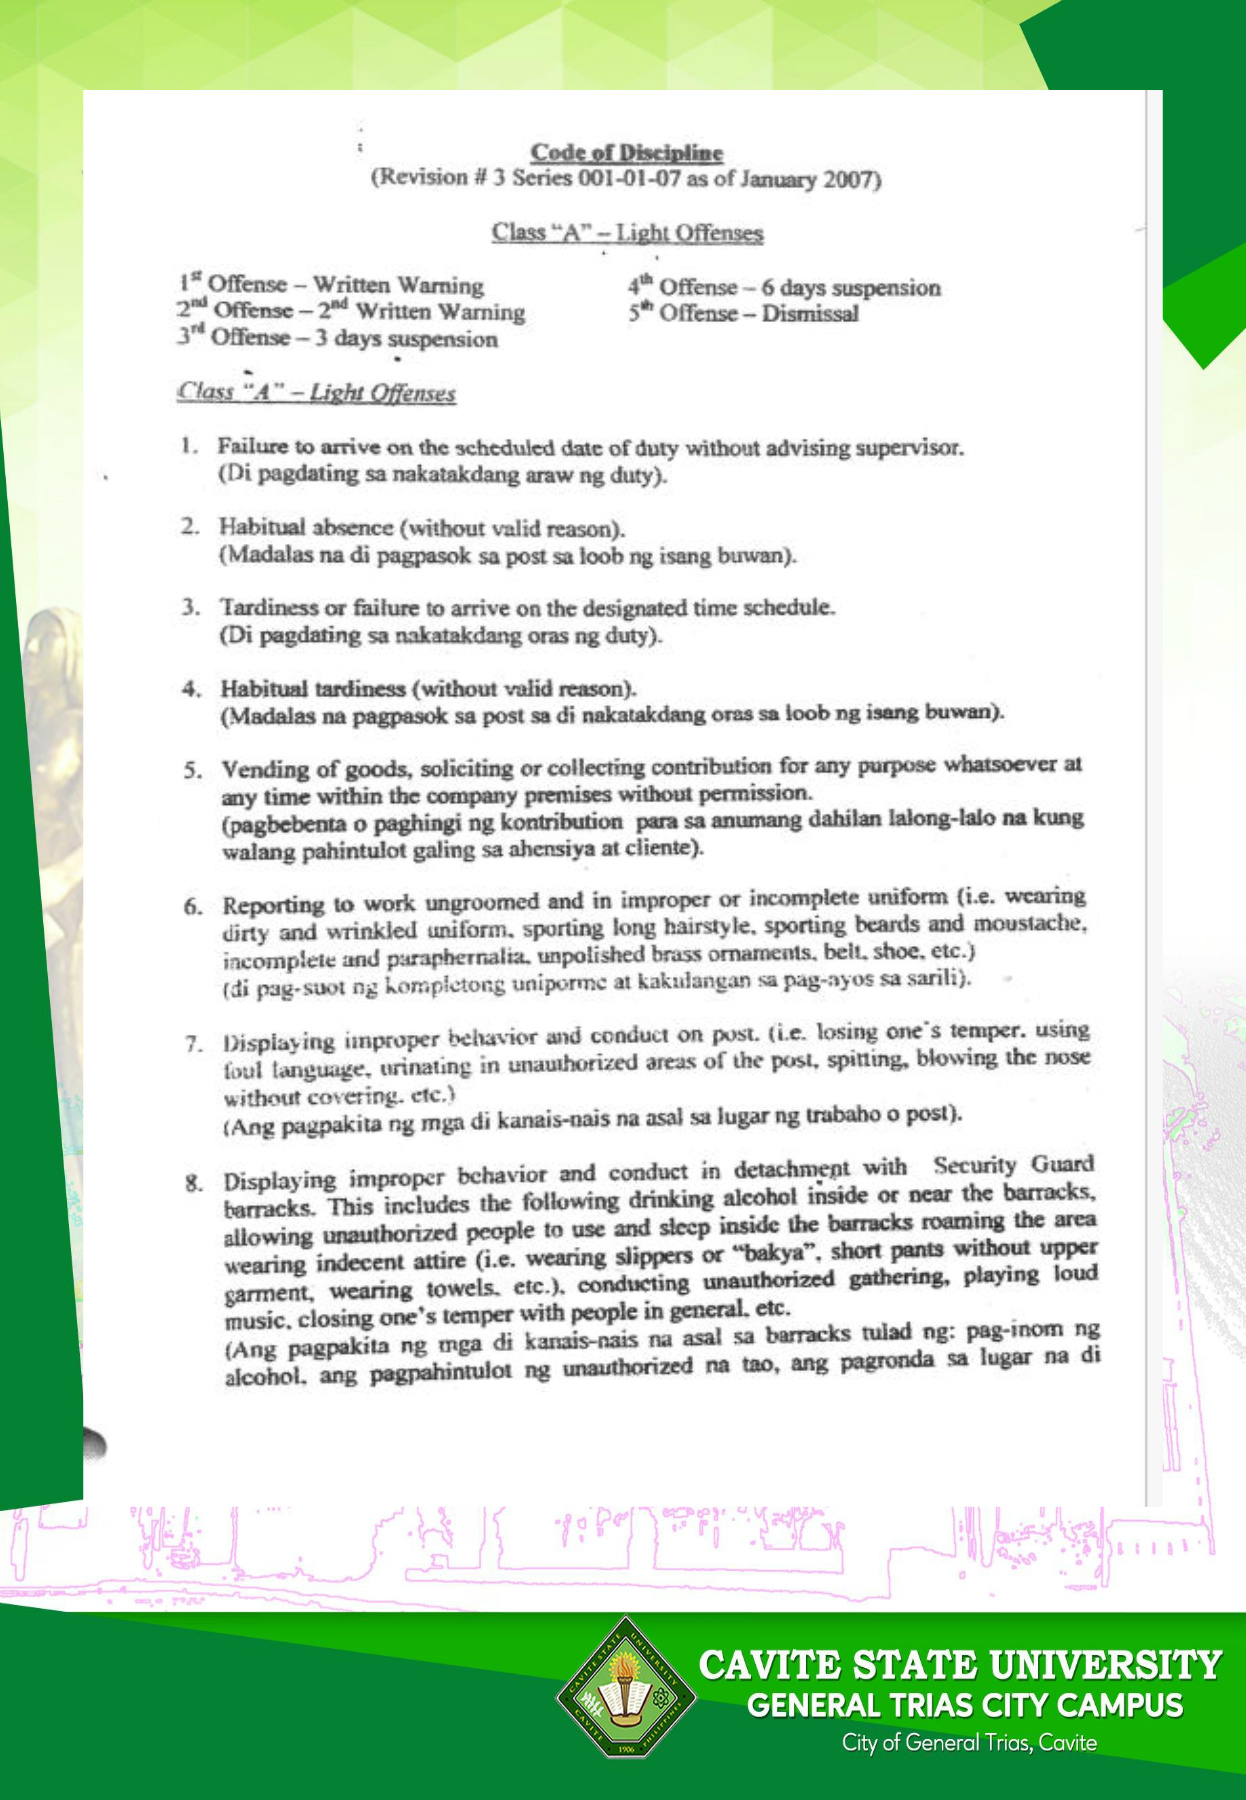 Code of Discipline
(Revision # 3 Series 001-01-07 as of January 2007)
Class “A” – Light Offenses
1st Offense – Written Warning
2nd Offense – 2nd Written Warning
3rd Offense – 3 days suspension
4th Offense – 6 days suspension
5th Offense – Dismissal
Class “A” – Light Offenses
1. Failure to arrive on the scheduled date of duty without advising supervisor.
(Di pagdating sa nakatakdang araw ng duty).
2. Habitual absence (without valid reason).
(Madalas na di pagpasok sa post sa loob ng isang buwan).
3. Tardiness or failure to arrive on the designated time schedule.
(Di pagdating sa nakatakdang oras ng duty).
4. Habitual tardiness (without valid reason).
(Madalas na pagpasok sa post sa di nakatakdang oras sa loob ng isang buwan).
5. Vending of goods, soliciting or collecting contribution for any purpose whatsoever at
any time within the company premises without permission.
(pagbebenta o paghingi ng kontribution para sa anumang dahilan lalong-lalo na kung
walang pahintulot galing sa ahensiya at cliente).
6. Reporting to work ungroomed and in improper or incomplete uniform (i.e. wearing
dirty and wrinkled uniform, sporting long hairstyle, sporting beards and moustache,
incomplete and paraphernalia, unpolished brass ornaments, belt, shoe, etc.)
(di pag-suot ng kompletong uniporme at kakulangan sa pag-ayos sa sarili).
7. Displaying improper behavior and conduct on post. (i.e. losing one's temper. using
foul language, urinating in unauthorized areas of the post, spitting, blowing the nose
without covering. etc.)
(Ang pagpakita ng mga di kanais-nais na asal sa lugar ng trabaho o post).
8. Displaying improper behavior and conduct in detachment with Security Guard
barracks. This includes the following drinking alcohol inside or near the barracks,
allowing unauthorized people to use and sleep inside the barracks roaming the area
wearing indecent attire (i.e. wearing slippers or “bakya”, short pants without upper
garment, wearing towels. etc.), conducting unauthorized gathering, playing loud
music, closing one's temper with people in general, etc.
(Ang pagpakita ng mga di kanais-nais na asal sa barracks tulad ng: pag-inom ng
alcohol, ang pagpahintulot ng unauthorized na tao, ang pagronda sa lugar na di
CAVITE STATE UNIVERSITY
CAVITE
PHILIPPINES
1906
CAVITE STATE UNIVERSITY
GENERAL TRIAS CITY CAMPUS
City of General Trias, Cavite